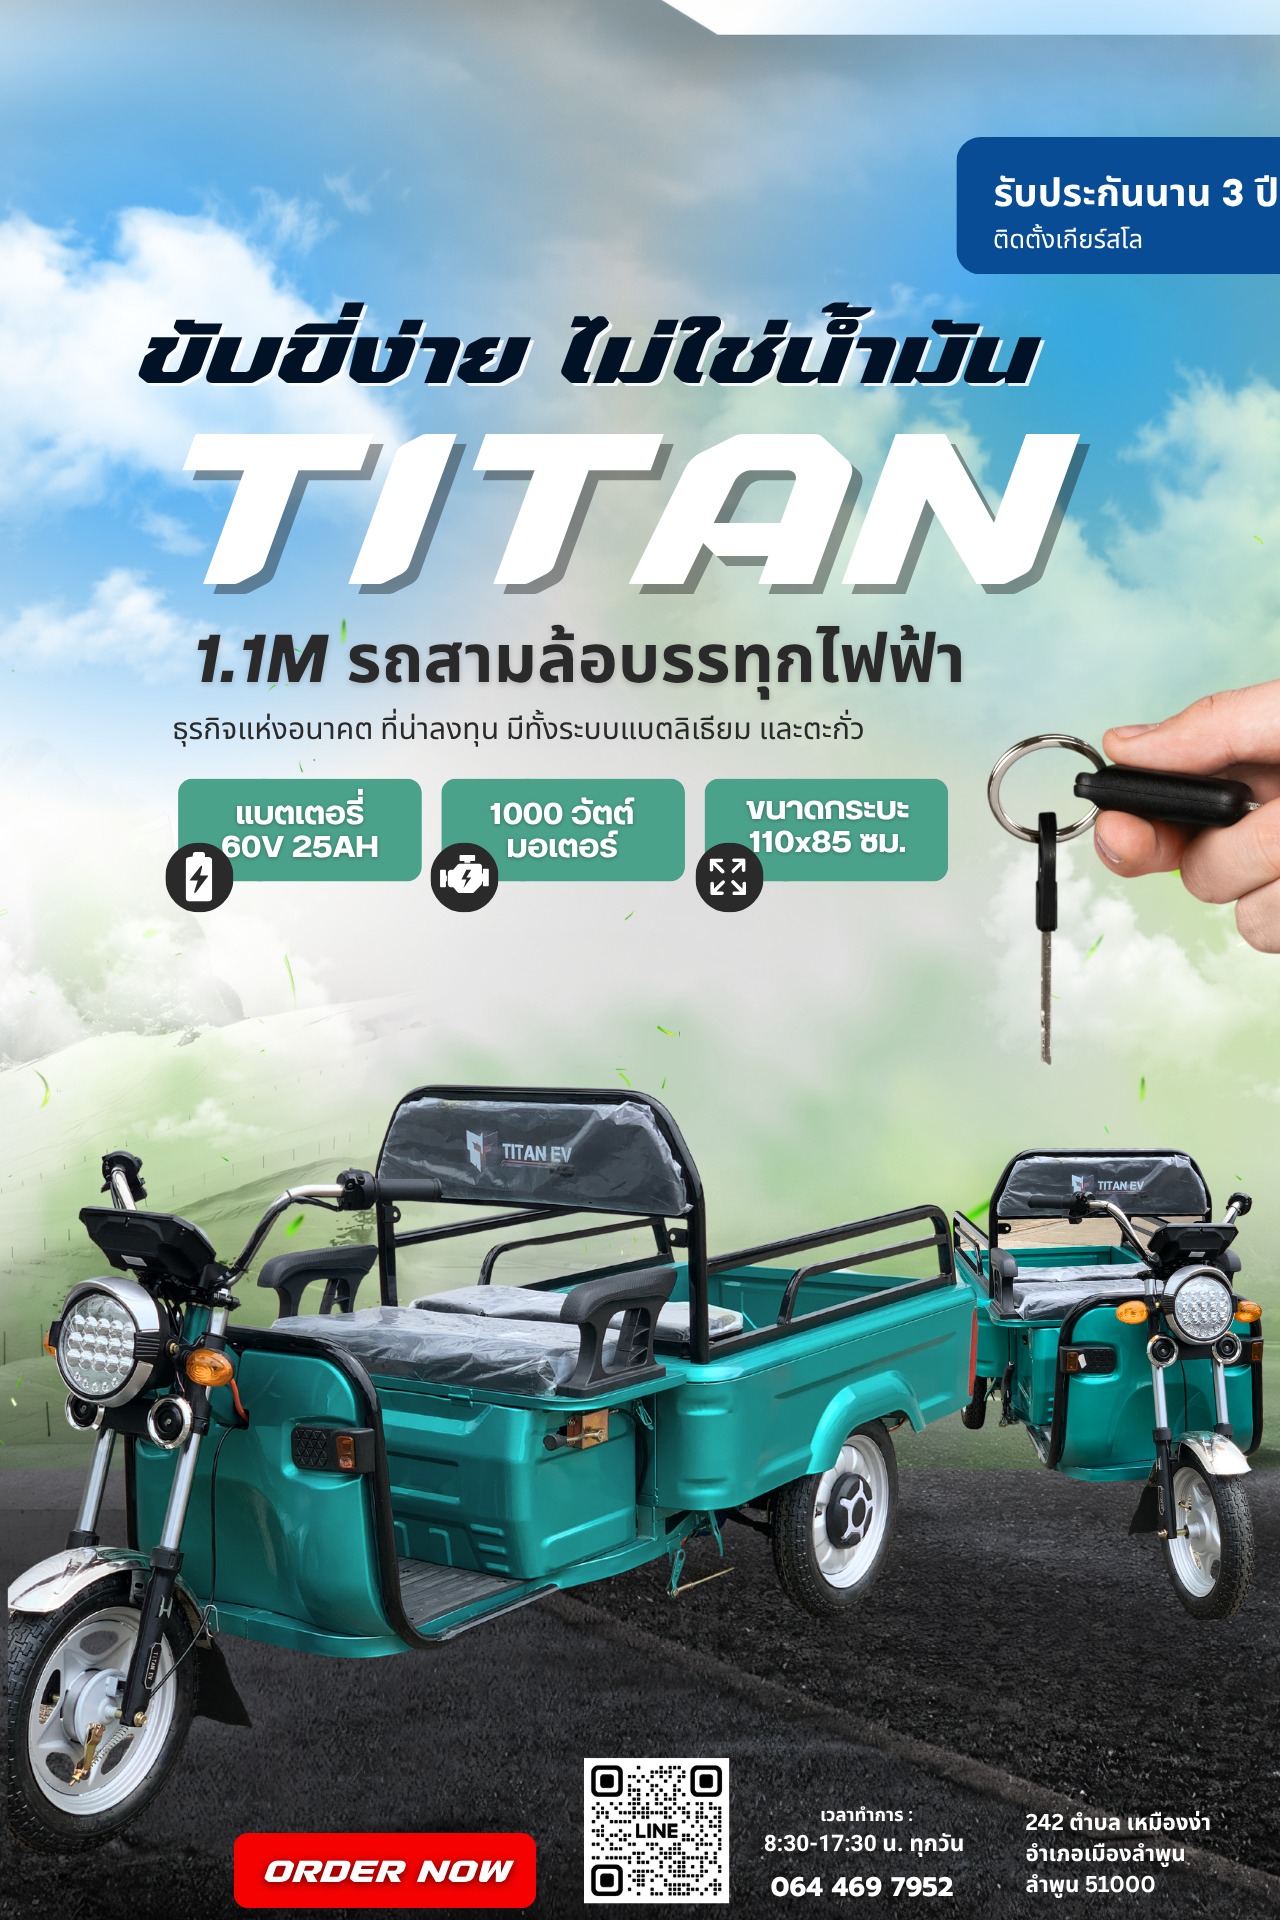 รับประกันนาน 3 ปี
ติดตั้งเกียร์สโล
ขับขี่ง่าย ไม่ใช่น้ำมัน
TITAN
1.1M รถสามล้อบรรทุกไฟฟ้า
ธุรกิจแห่งอนาคต ที่น่าลงทุน มีทั้งระบบแบตลิเธียม และตะกั่ว
แบตเตอรี่
60V 25AH
1000 วัตต์
มอเตอร์
ขนาดกระบะ
110x85 ซม.
TITAN EV
TITAN EV
TITAN EV
ORDER NOW
LINE
เวลาทำการ :
8:30-17:30 น. ทุกวัน
064 469 7952
242 ตำบล เหมืองง่า
อำเภอเมืองลำพูน
ลำพูน 51000